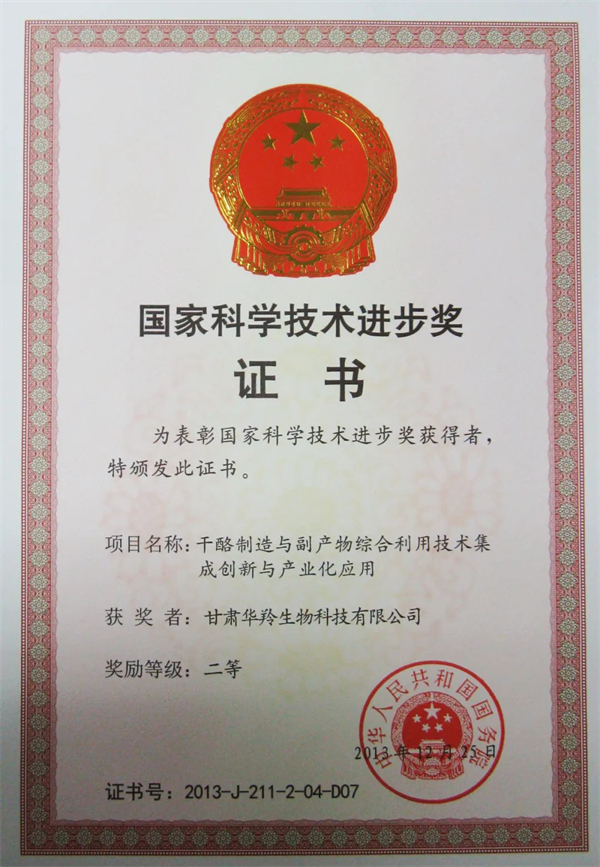 国家科学技术进步奖
证 书
为表彰国家科学技术进步奖获得者，
特颁发此证书。
项目名称：干酪制造与副产物综合利用技术集
成创新与产业化应用
获 奖 者：甘肃华羚生物科技有限公司
奖励等级：二等
中华人民共和国国务院
2013年12月25日
证书号：2013-J-211-2-04-D07